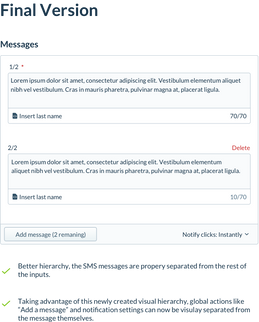 Final Version
Messages
1/2 *
Lorem ipsum dolor sit amet, consectetur adipiscing elit. Vestibulum elementum aliquet
nibh vel vestibulum. Cras in mauris pharetra, pulvinar magna at, placerat ligula.
Insert last name 70/70
2/2 Delete
Lorem ipsum dolor sit amet, consectetur adipiscing elit. Vestibulum elementum
aliquet nibh vel vestibulum. Cras in mauris pharetra, pulvinar magna at, placerat ligula.
Insert last name 10/70
Add message (2 remaning) Notify clicks: Instantly
Better hierarchy, the SMS messages are propery separated from the rest of
the inputs.
Taking advantage of this newly created visual hierarchy, global actions like
"Add a message" and notification settings can now be visulay separated from
the message themselves.